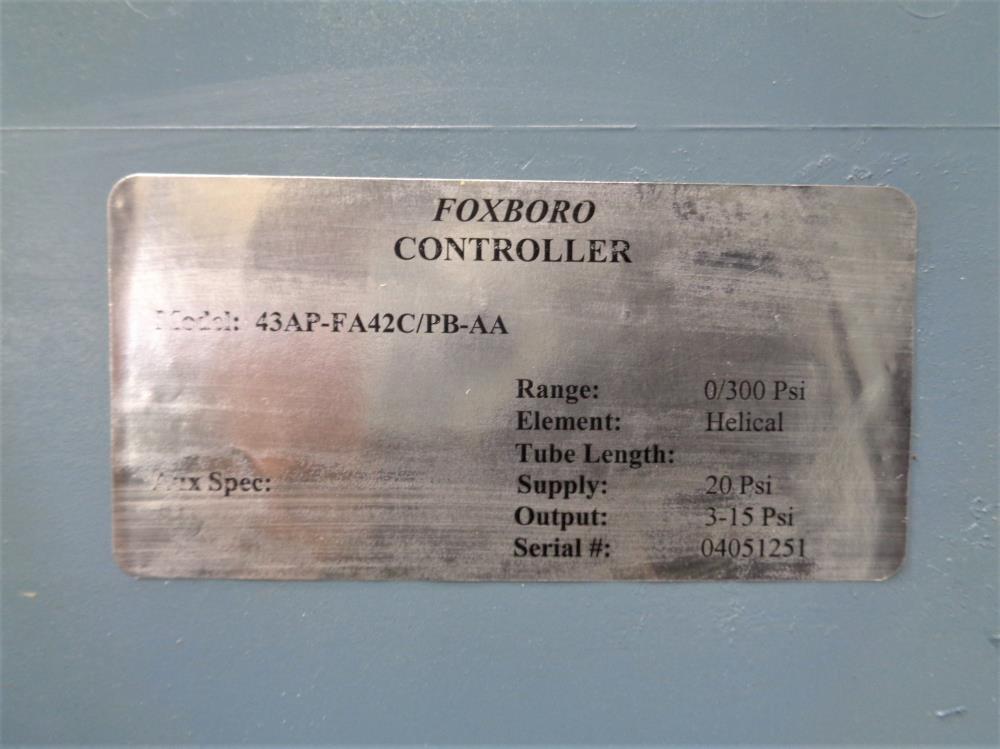 FOXBORO
CONTROLLER
Model: 43AP-FA42C/PB-AA
Range: 0/300 Psi
Element: Helical
Tube Length:
Aux Spec: Supply: 20 Psi
Output: 3-15 Psi
Serial #: 04051251